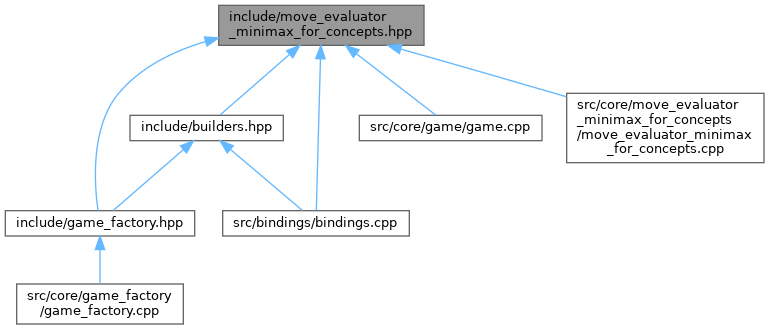 include/move_evaluator
_minimax_for_concepts.hpp
include/builders.hpp
src/core/game/game.cpp
src/core/move_evaluator
_minimax_for_concepts
/move_evaluator_minimax
_for_concepts.cpp
include/game_factory.hpp
src/bindings/bindings.cpp
src/core/game_factory
/game_factory.cpp